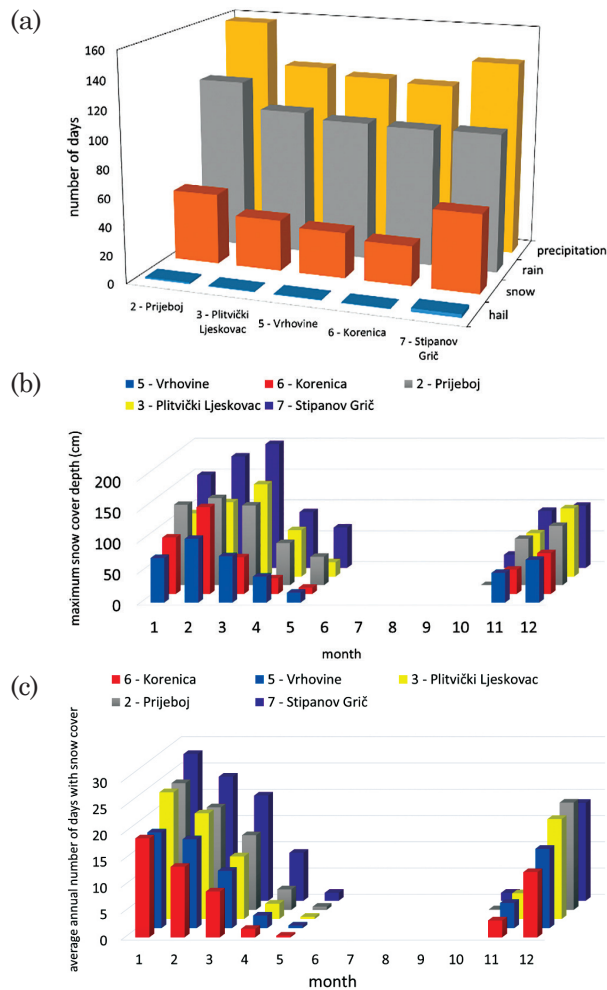 (a)
160
140
120
100
80
60
40
20
0
number of days
2 - Prijeboj
3 - Plitvički
Ljeskovac
5 - Vrhovine
6 - Korenica
7 - Stipanov
Grič
precipitation
rain
snow
hail
(b)
5 - Vrhovine 6 - Korenica 2 - Prijeboj
3 - Plitvički Ljeskovac 7 - Stipanov Grič
maximum snow cover depth (cm)
200
150
100
50
0
1 2 3 4 5 6 7 8 9 10 11 12
month
(c)
6 - Korenica 5 - Vrhovine 3 - Plitvički Ljeskovac
2 - Prijeboj 7 - Stipanov Grič
average annual number of days with snow cover
30
25
20
15
10
5
0
1 2 3 4 5 6 7 8 9 10 11 12
month